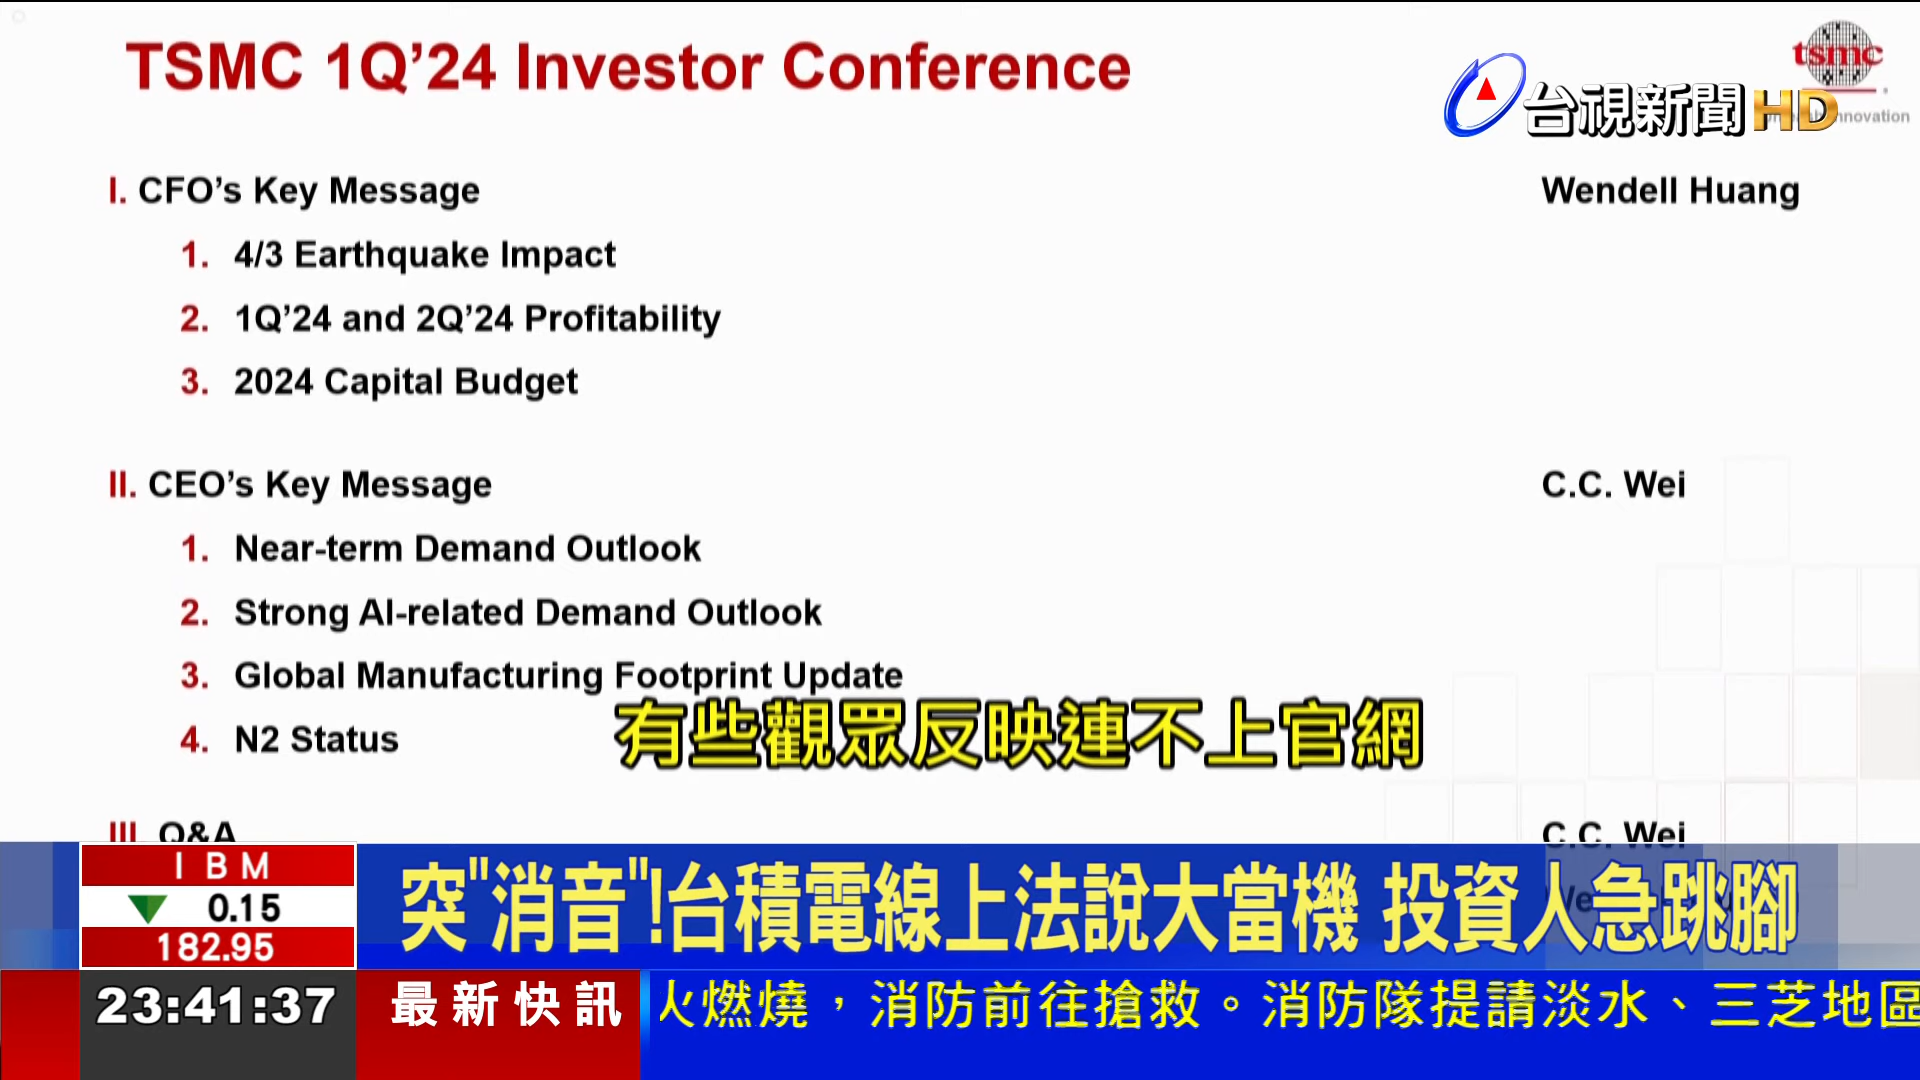 TSMC 1Q’24 Investor Conference
tsmc
台視新聞HD
I. CFO’s Key Message
Wendell Huang
1. 4/3 Earthquake Impact
2. 1Q’24 and 2Q’24 Profitability
3. 2024 Capital Budget
II. CEO’s Key Message
C.C. Wei
1. Near-term Demand Outlook
2. Strong AI-related Demand Outlook
3. Global Manufacturing Footprint Update
4. N2 Status
有些觀眾反映連不上官網
III. Q&A
C.C. Wei
IBM
0.15
182.95
突"消音"!台積電線上法說大當機 投資人急跳腳
23:41:37
最新快訊
火燃燒，消防前往搶救。消防隊提請淡水、三芝地區